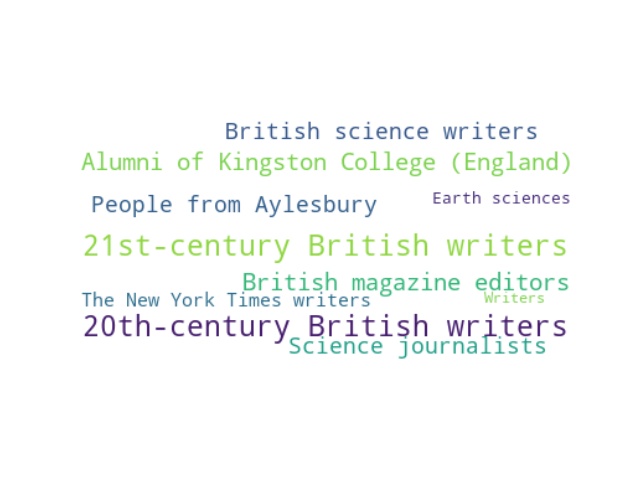 British science writers
Alumni of Kingston College (England)
People from Aylesbury
Earth sciences
21st-century British writers
British magazine editors
The New York Times writers
Writers
20th-century British writers
Science journalists